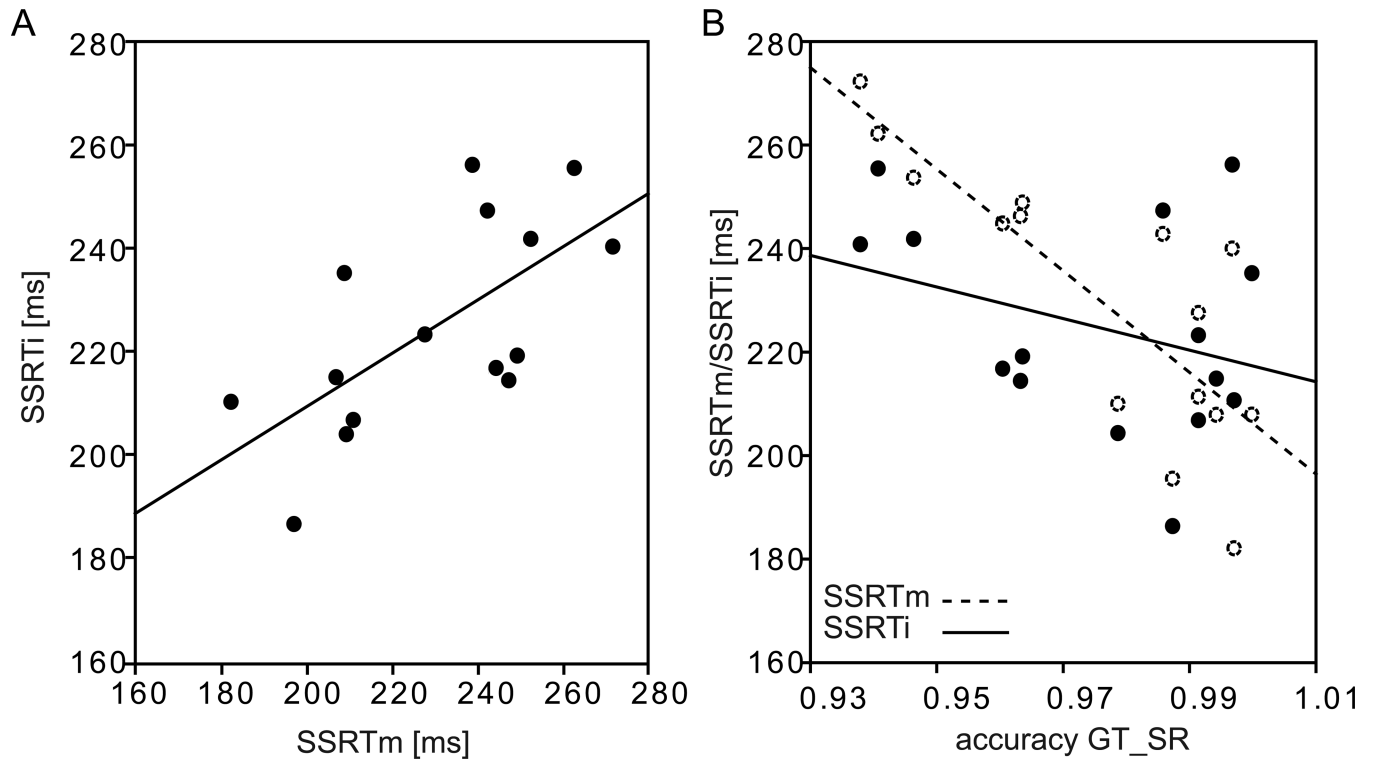 A
280
260
240
220
200
180
160
SSRTi [ms]
160 180 200 220 240 260 280
SSRTm [ms]
B
280
260
240
220
200
180
160
SSRTm/SSRTi [ms]
SSRTm
SSRTi
0.93 0.95 0.97 0.99 1.01
accuracy GT_SR